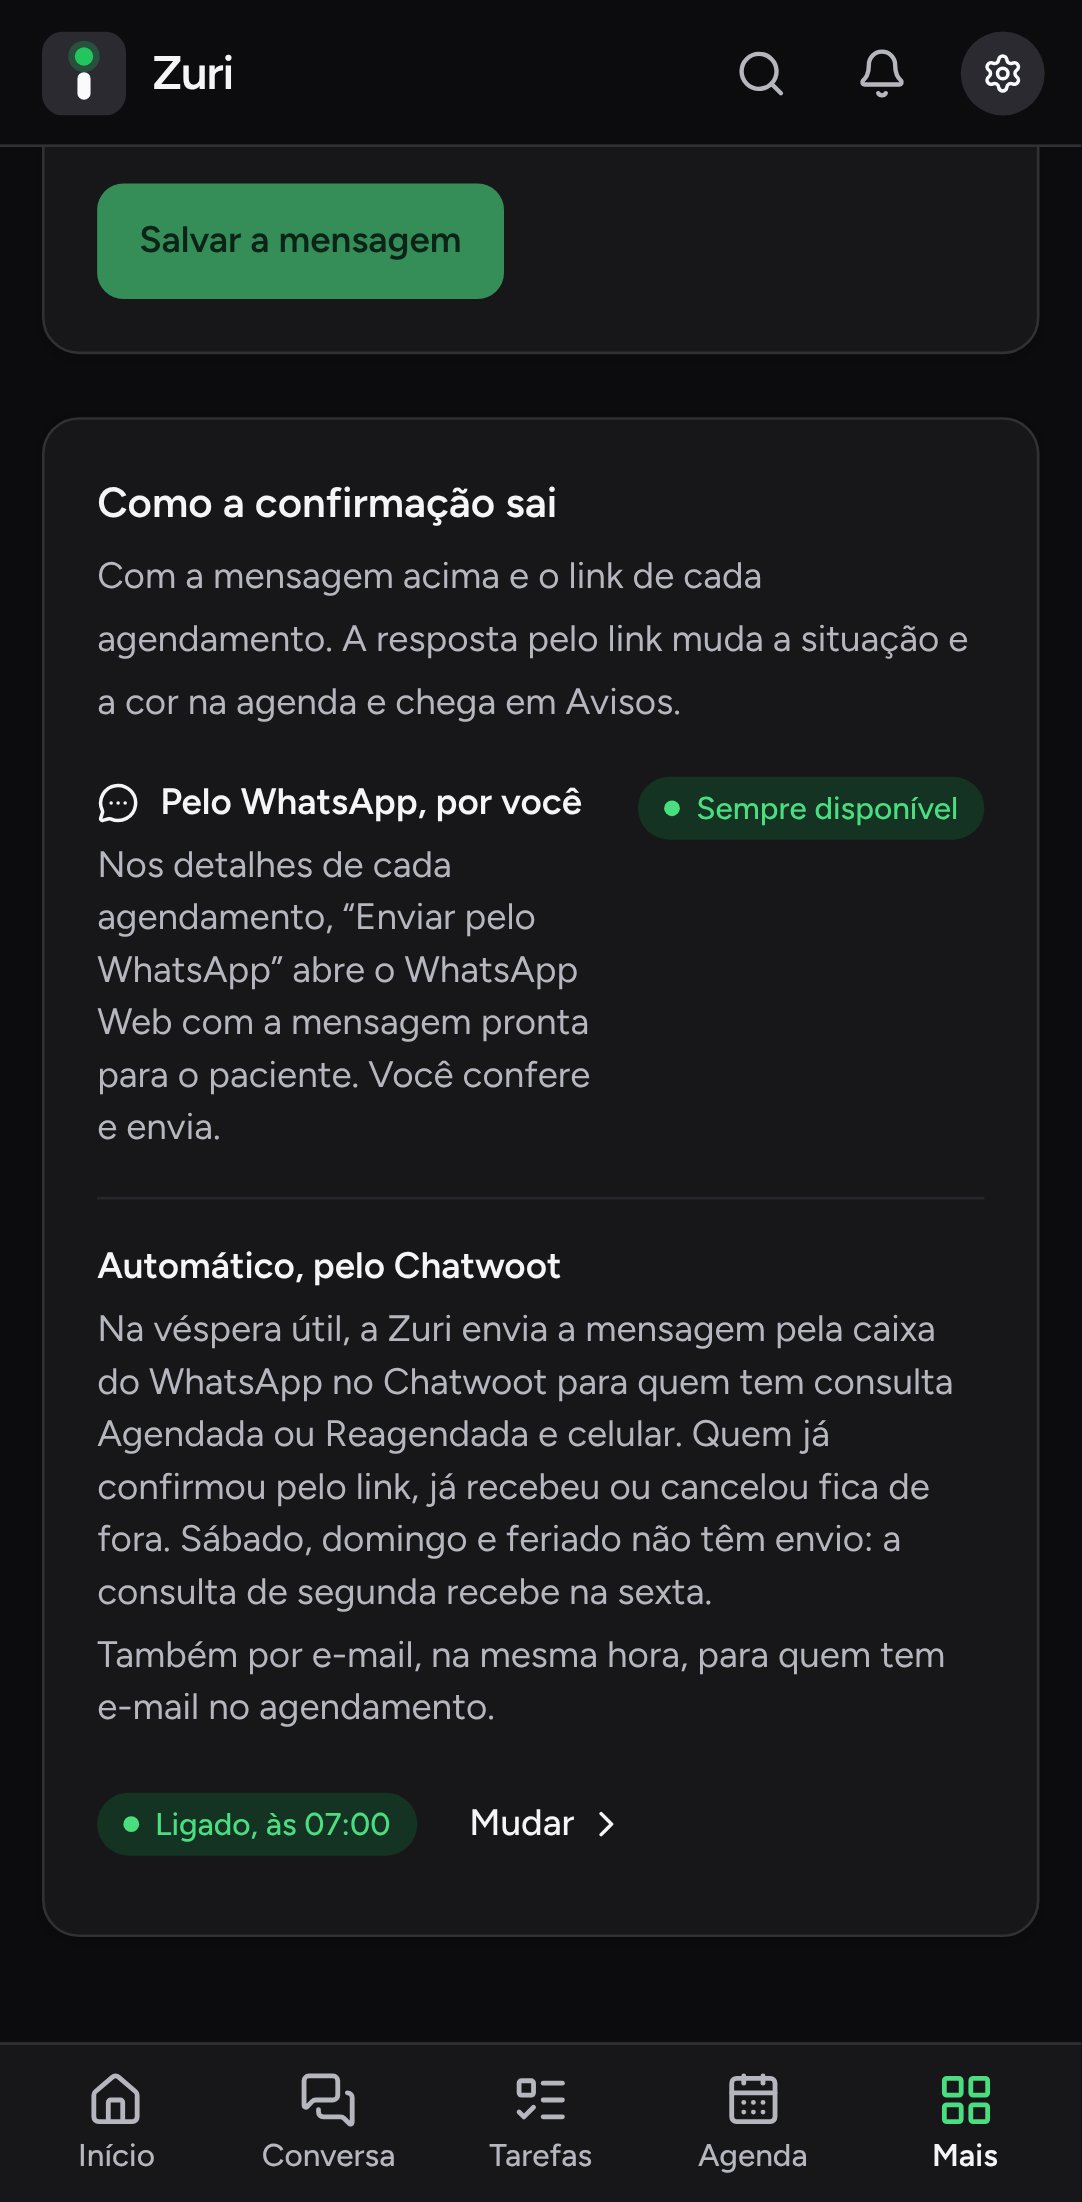 Zuri
Salvar a mensagem
Como a confirmação sai
Com a mensagem acima e o link de cada
agendamento. A resposta pelo link muda a situação e
a cor na agenda e chega em Avisos.
Pelo WhatsApp, por você
Sempre disponível
Nos detalhes de cada
agendamento, “Enviar pelo
WhatsApp” abre o WhatsApp
Web com a mensagem pronta
para o paciente. Você confere
e envia.
Automático, pelo Chatwoot
Na véspera útil, a Zuri envia a mensagem pela caixa
do WhatsApp no Chatwoot para quem tem consulta
Agendada ou Reagendada e celular. Quem já
confirmou pelo link, já recebeu ou cancelou fica de
fora. Sábado, domingo e feriado não têm envio: a
consulta de segunda recebe na sexta.
Também por e-mail, na mesma hora, para quem tem
e-mail no agendamento.
Ligado, às 07:00
Mudar
Início
Conversa
Tarefas
Agenda
Mais